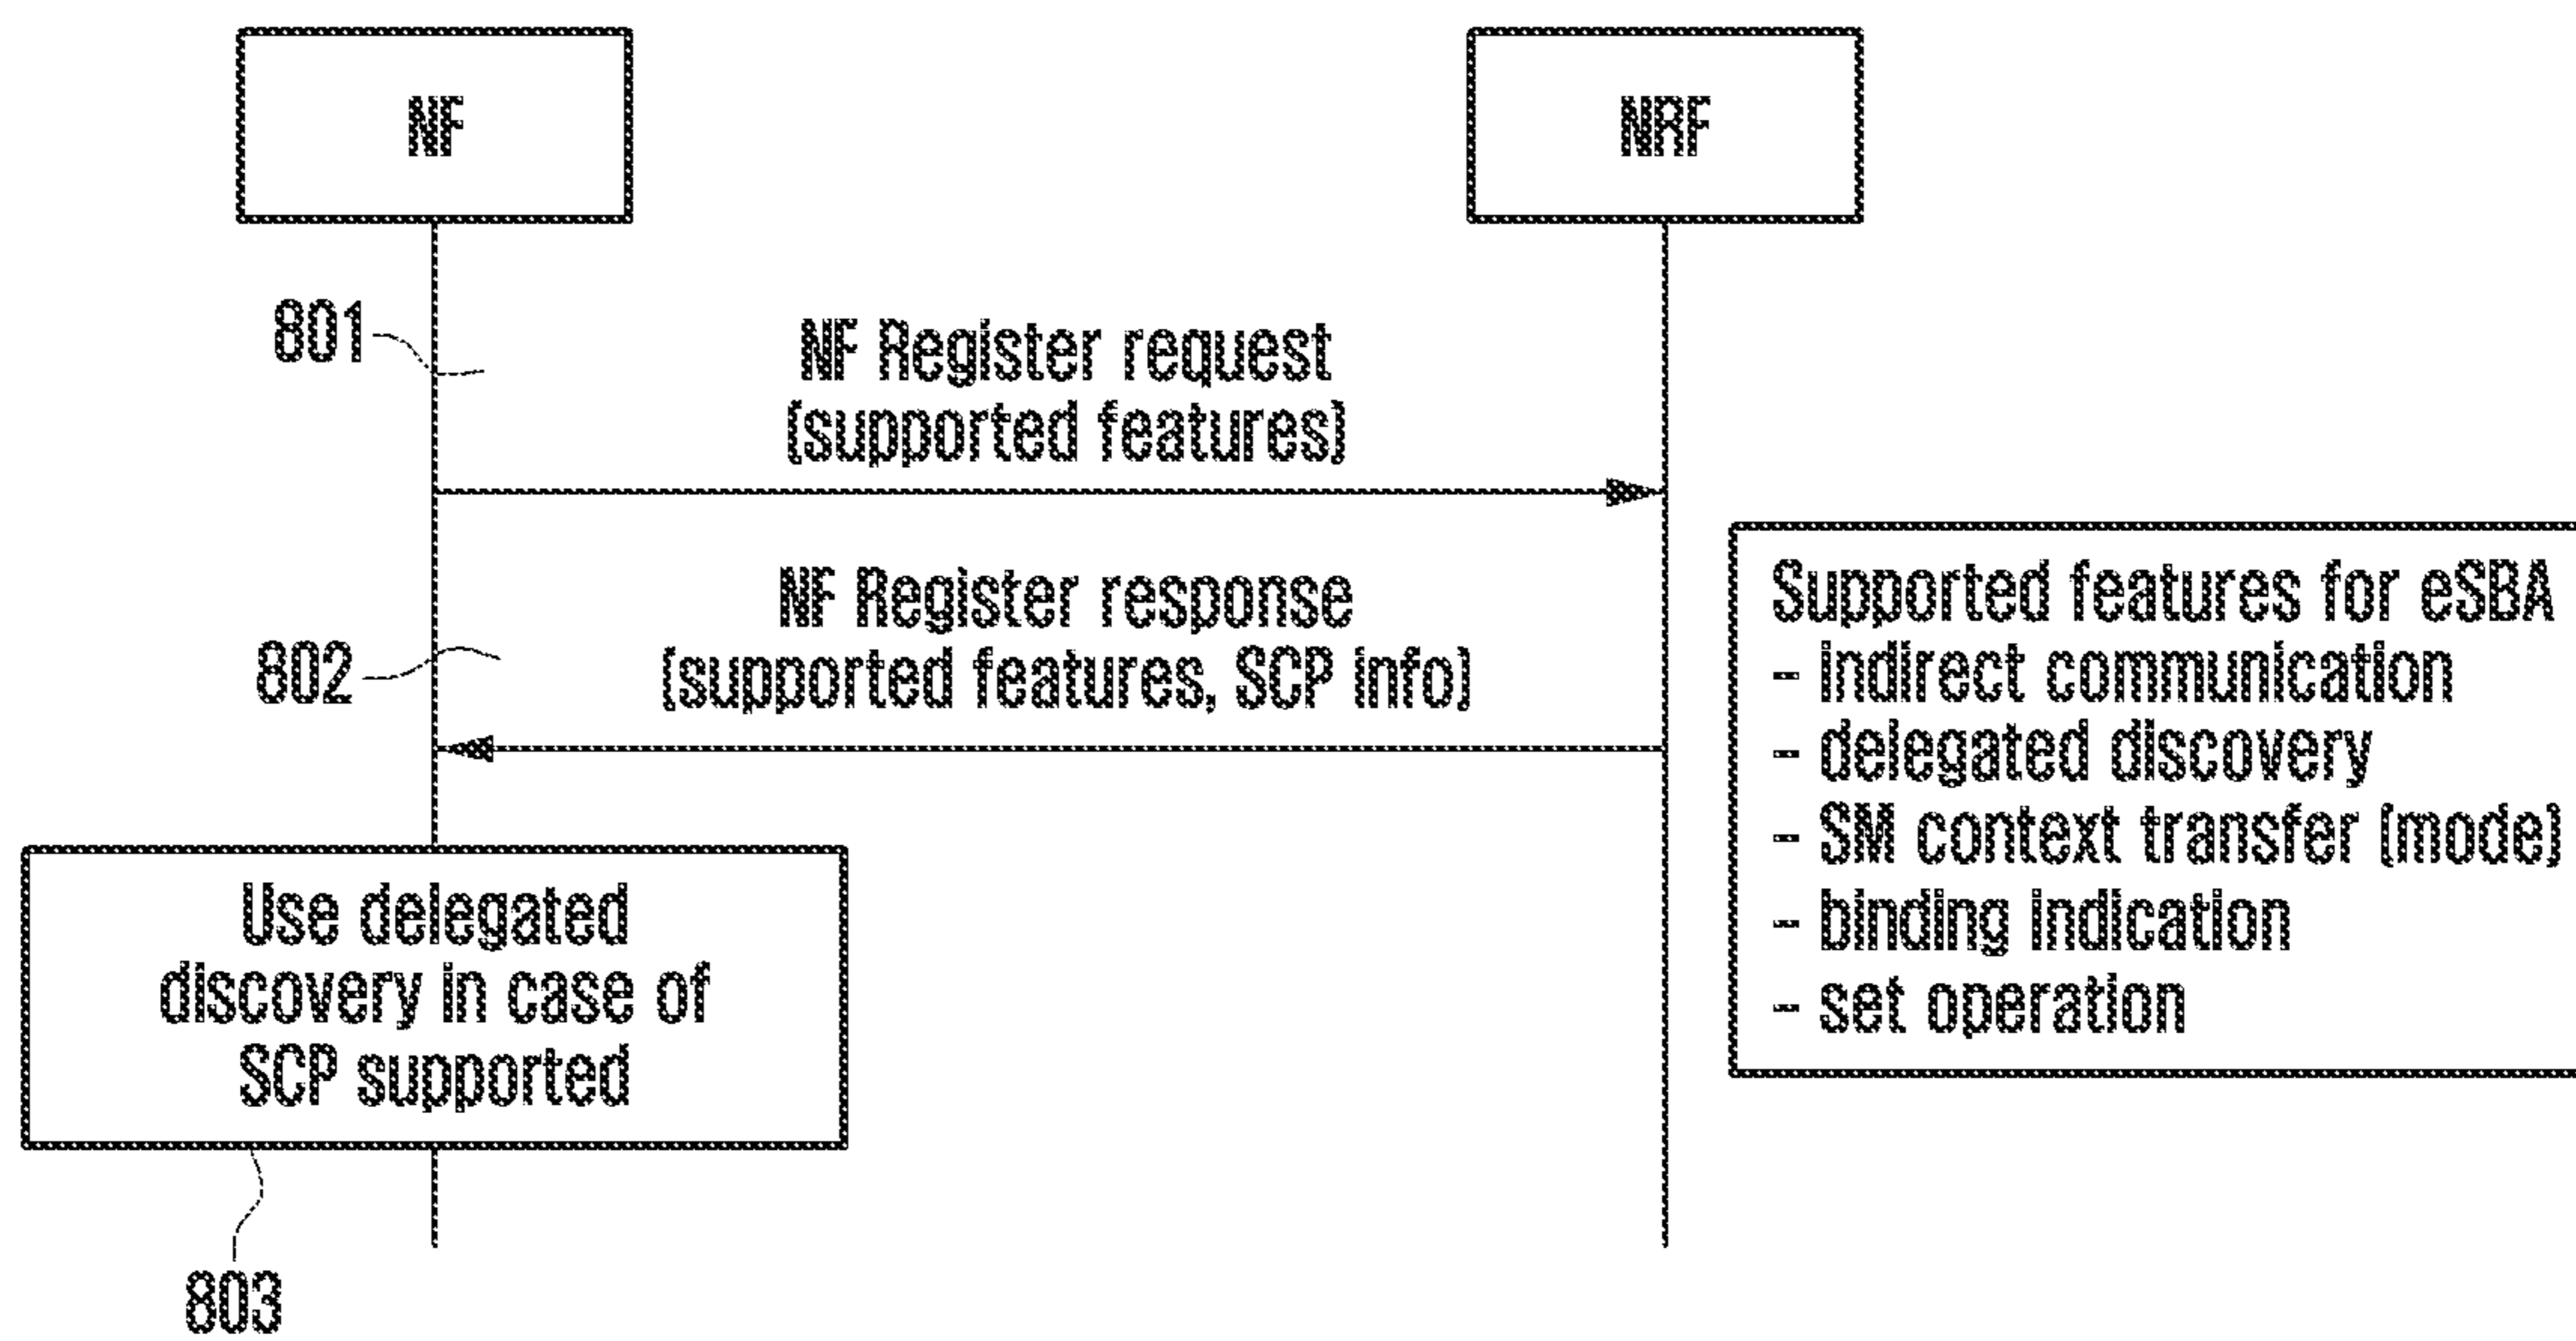 NF
NRF
801
NF Register request
(supported features)
802
NF Register response
(supported features, SCP info)
Supported features for eSBA
- indirect communication
- delegated discovery
- SM context transfer (mode)
- binding indication
- set operation
Use delegated
discovery in case of
SCP supported
803